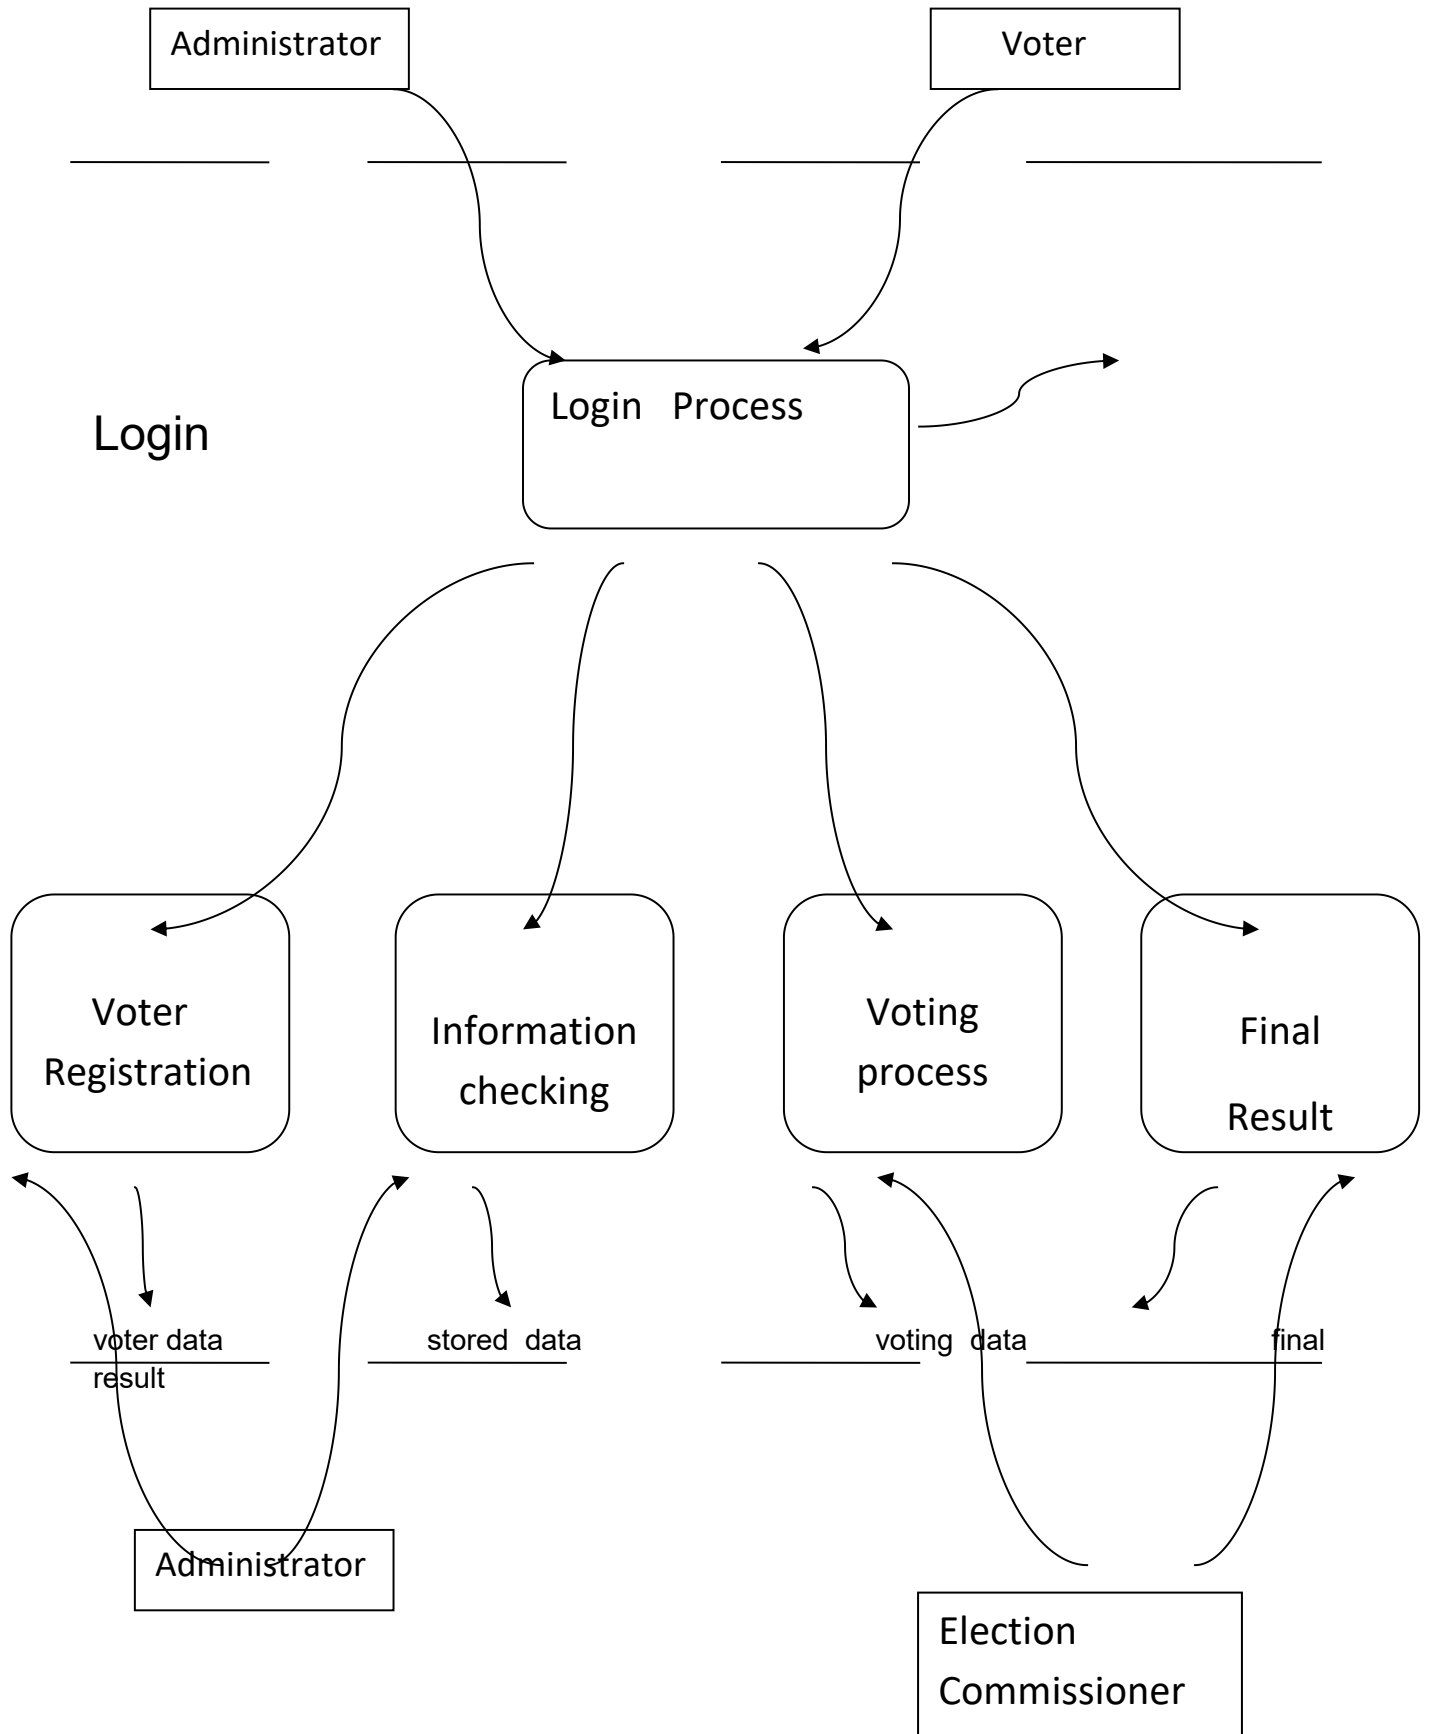 Administrator
Voter
Login Process
Login
Voter
Registration
Information
checking
Voting
process
Final
Result
voter data stored data voting data final
result
Administrator
Election
Commissioner